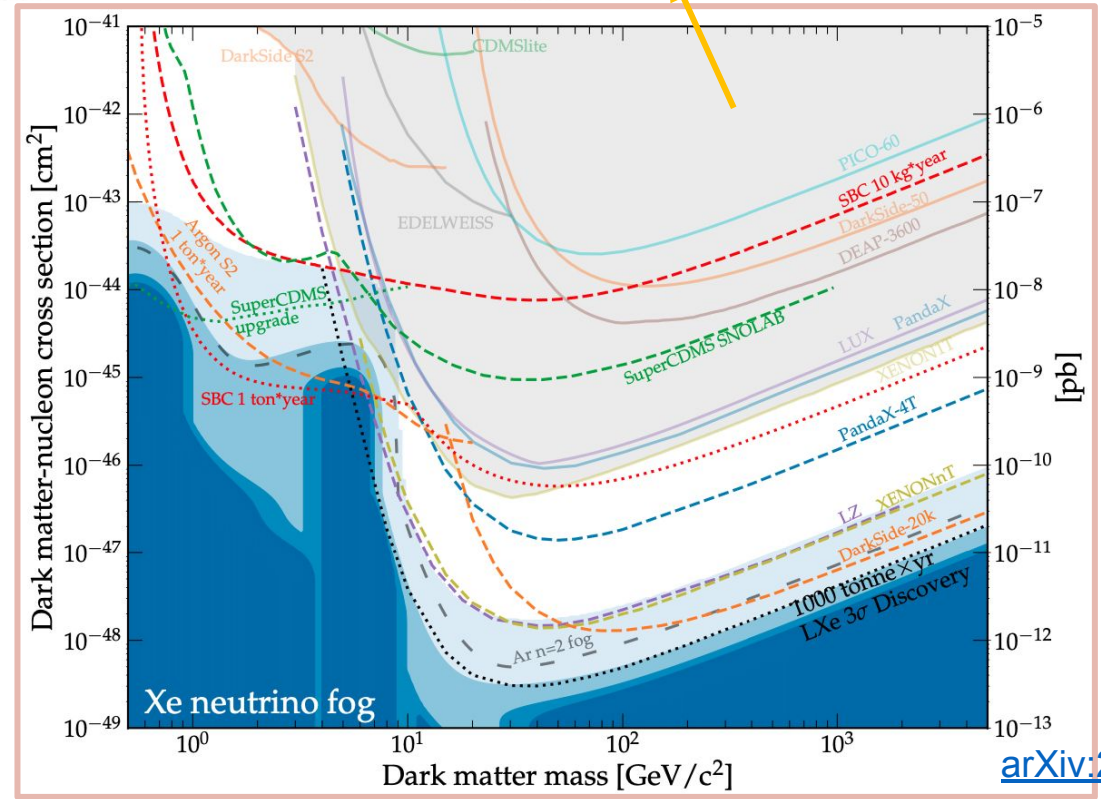 10⁻⁴¹
10⁻⁴²
10⁻⁴³
10⁻⁴⁴
10⁻⁴⁵
10⁻⁴⁶
10⁻⁴⁷
10⁻⁴⁸
10⁻⁴⁹
Dark matter-nucleon cross section [cm²]
DarkSide S2
CDMSlite
EDELWEISS
PICO-60
SBC 10 kg*year
DarkSide-50
DEAP-3600
Argon S2
1 ton*year
SuperCDMS
upgrade
SuperCDMS SNOLAB
LUX
PandaX
XENON1T
SBC 1 ton*year
PandaX-4T
LZ
XENONnT
DarkSide-20k
1000 tonne×yr
LXe 3σ Discovery
Ar n=2 fog
Xe neutrino fog
10⁻⁵
10⁻⁶
10⁻⁷
10⁻⁸
10⁻⁹
10⁻¹⁰
10⁻¹¹
10⁻¹²
10⁻¹³
[pb]
10⁰
10¹
10²
10³
Dark matter mass [GeV/c²]
arXiv:2